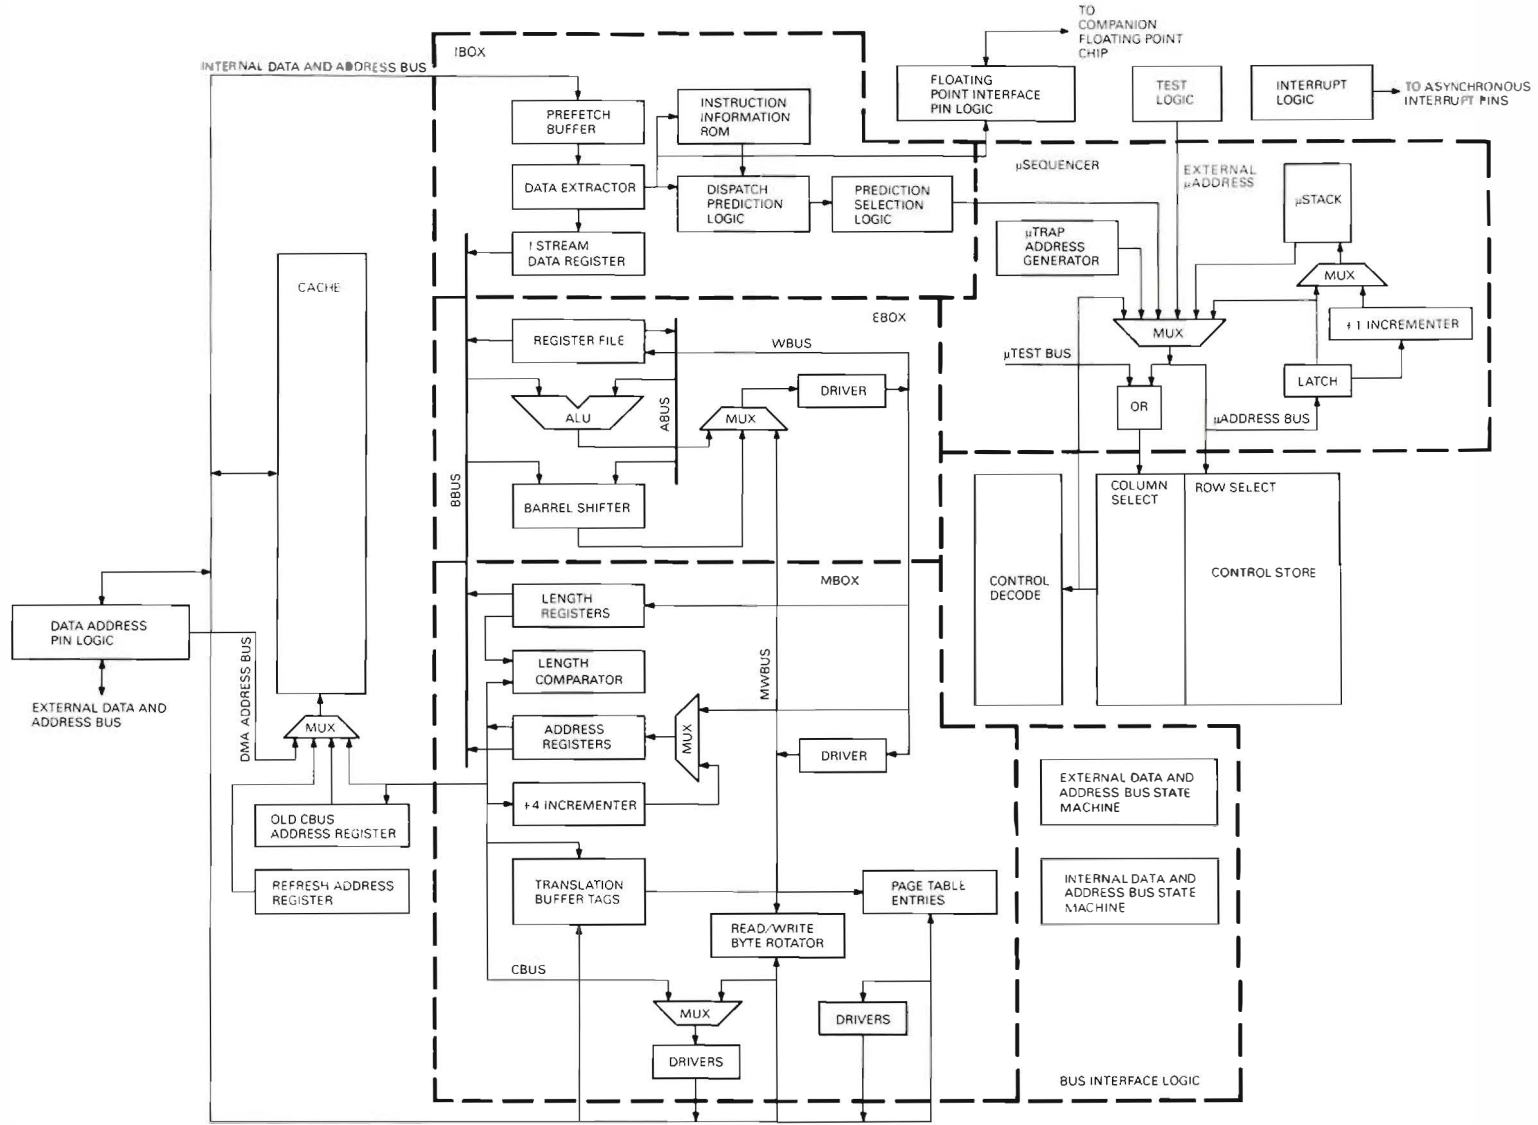 TO
COMPANION
FLOATING POINT
CHIP
IBOX
INTERNAL DATA AND ADDRESS BUS
FLOATING
POINT INTERFACE
PIN LOGIC
TEST
LOGIC
INTERRUPT
LOGIC
TO ASYNCHRONOUS
INTERRUPT PINS
PREFETCH
BUFFER
INSTRUCTION
INFORMATION
ROM
DATA EXTRACTOR
DISPATCH
PREDICTION
LOGIC
PREDICTION
SELECTION
LOGIC
I STREAM
DATA REGISTER
μSEQUENCER
EXTERNAL
μADDRESS
μSTACK
μTRAP
ADDRESS
GENERATOR
MUX
+1 INCREMENTER
MUX
μTEST BUS
LATCH
OR
μADDRESS BUS
CACHE
EBOX
REGISTER FILE
WBUS
DRIVER
ALU
ABUS
MUX
BBUS
BARREL SHIFTER
COLUMN
SELECT
ROW SELECT
CONTROL
DECODE
CONTROL STORE
MBOX
LENGTH
REGISTERS
DATA ADDRESS
PIN LOGIC
LENGTH
COMPARATOR
MWBUS
DMA ADDRESS BUS
EXTERNAL DATA AND
ADDRESS BUS
MUX
ADDRESS
REGISTERS
MUX
DRIVER
+4 INCREMENTER
OLD CBUS
ADDRESS REGISTER
EXTERNAL DATA AND
ADDRESS BUS STATE
MACHINE
REFRESH ADDRESS
REGISTER
TRANSLATION
BUFFER TAGS
PAGE TABLE
ENTRIES
INTERNAL DATA AND
ADDRESS BUS STATE
MACHINE
READ/WRITE
BYTE ROTATOR
CBUS
MUX
DRIVERS
DRIVERS
BUS INTERFACE LOGIC